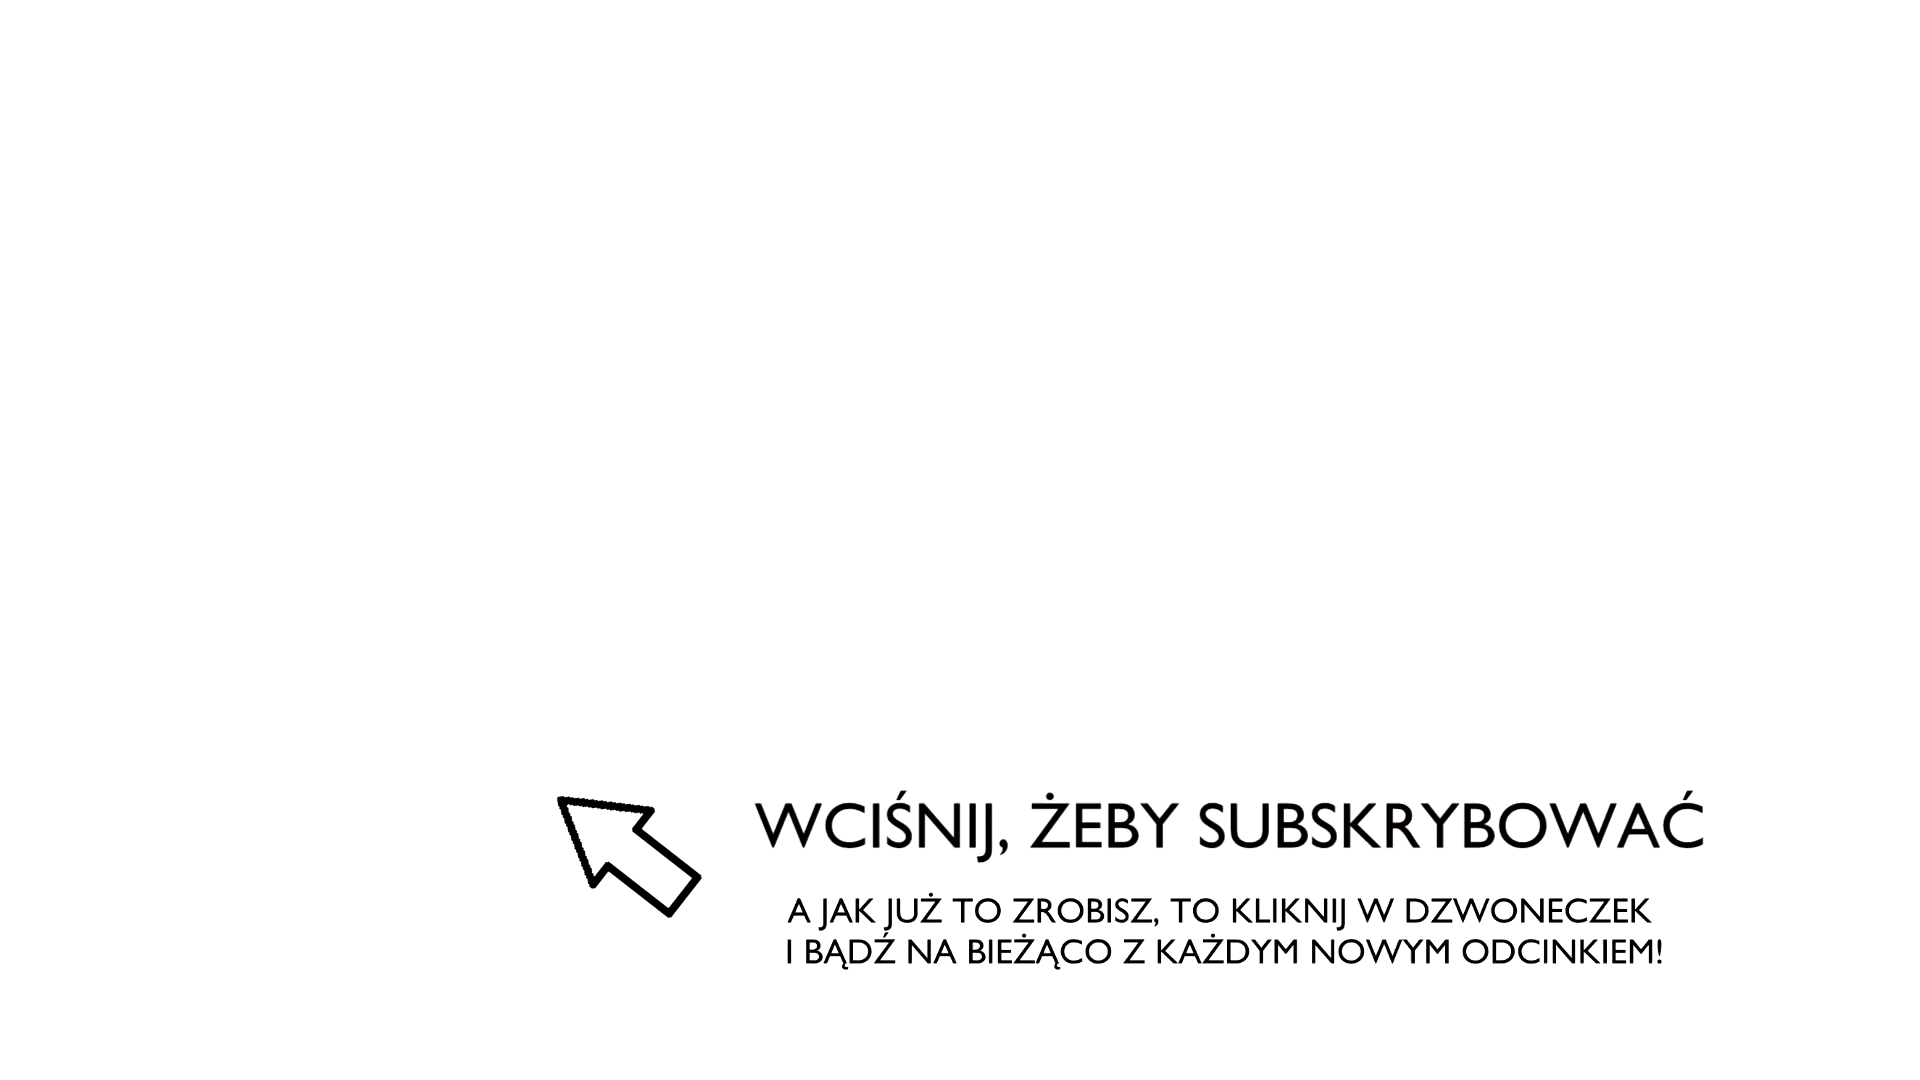 WCIŚNIJ, ŻEBY SUBSKRYBOWAĆ
A JAK JUŻ TO ZROBISZ, TO KLIKNIJ W DZWONECZEK
I BĄDŹ NA BIEŻĄCO Z KAŻDYM NOWYM ODCINKIEM!